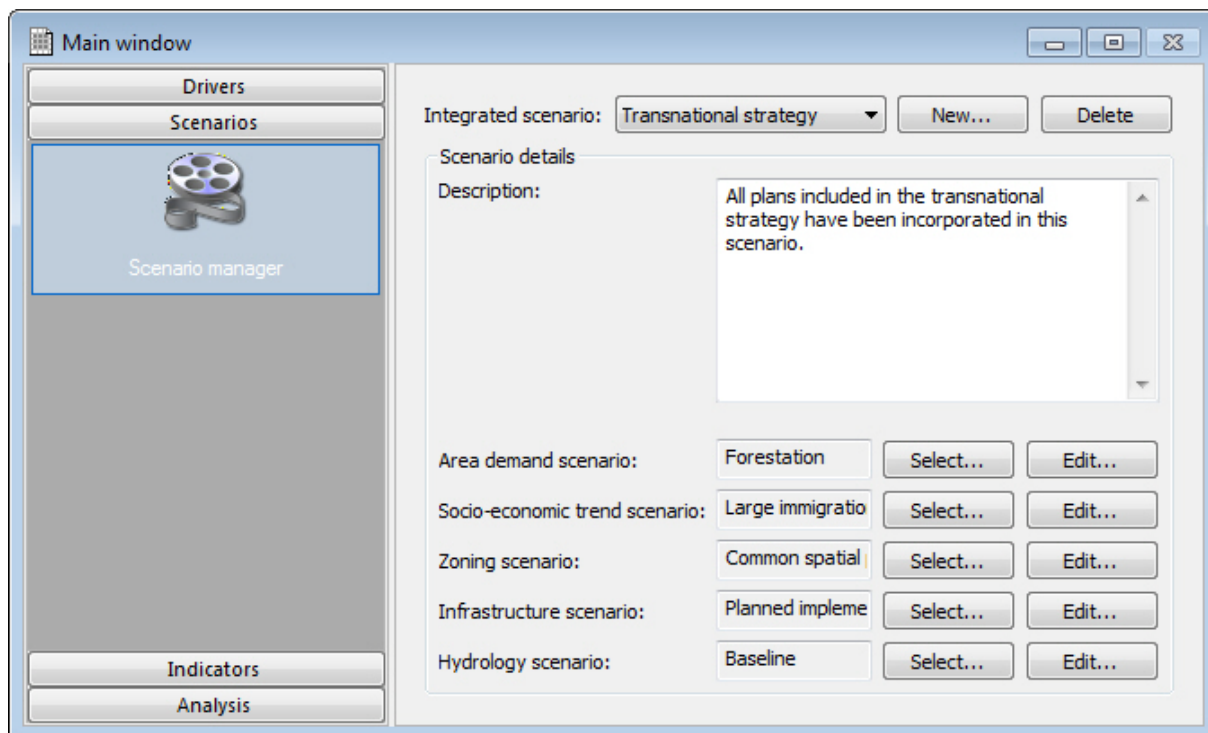 Main window
Drivers
Scenarios
Scenario manager
Indicators
Analysis
Integrated scenario: Transnational strategy New... Delete
Scenario details
Description:
All plans included in the transnational
strategy have been incorporated in this
scenario.
Area demand scenario: Forestation Select... Edit...
Socio-economic trend scenario: Large immigratio Select... Edit...
Zoning scenario: Common spatial Select... Edit...
Infrastructure scenario: Planned impleme Select... Edit...
Hydrology scenario: Baseline Select... Edit...